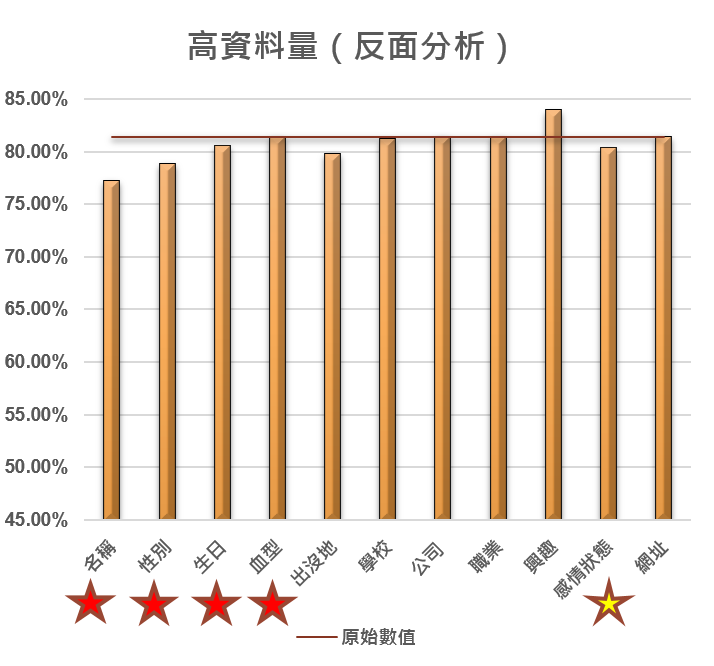 高資料量（反面分析）
85.00%
80.00%
75.00%
70.00%
65.00%
60.00%
55.00%
50.00%
45.00%
名稱
性別
生日
血型
出沒地
學校
公司
職業
興趣
感情狀態
網址
原始數值